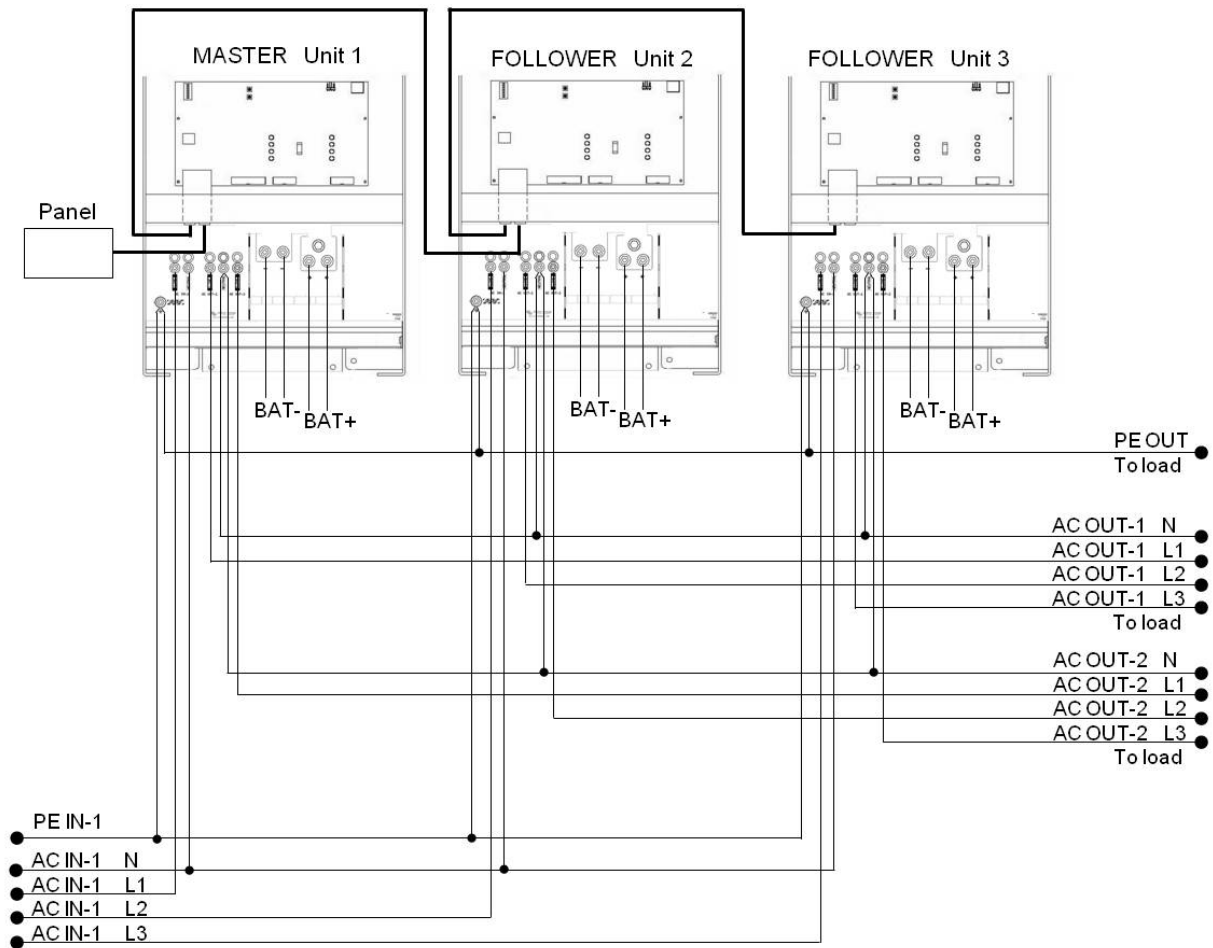 MASTER Unit 1
FOLLOWER Unit 2
FOLLOWER Unit 3
Panel
BAT-
BAT+
BAT-
BAT+
BAT-
BAT+
PE OUT
To load
AC OUT-1 N
AC OUT-1 L1
AC OUT-1 L2
AC OUT-1 L3
To load
AC OUT-2 N
AC OUT-2 L1
AC OUT-2 L2
AC OUT-2 L3
To load
PE IN-1
AC IN-1 N
AC IN-1 L1
AC IN-1 L2
AC IN-1 L3